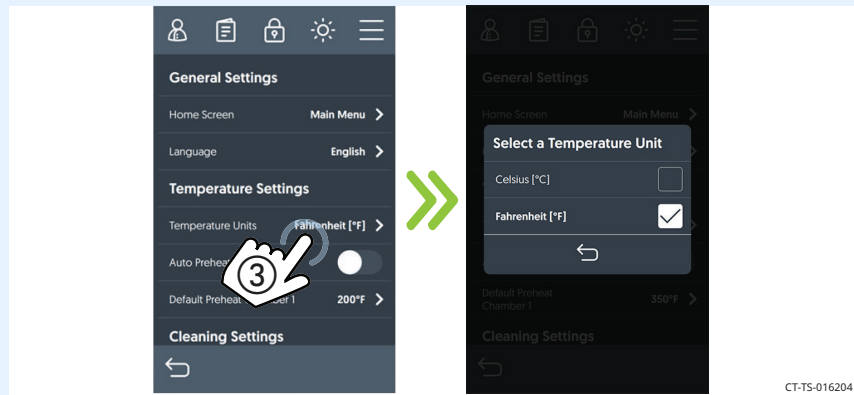 General Settings
Home Screen Main Menu
Language English
Temperature Settings
Temperature Units Fahrenheit [°F]
Auto Preheat
3
Default Preheat Chamber 1 200°F
Cleaning Settings
General Settings
Home Screen Main Menu
Select a Temperature Unit
Celsius [°C]
Fahrenheit [°F]
Default Preheat
Chamber 1 350°F
Cleaning Settings
CT-TS-016204